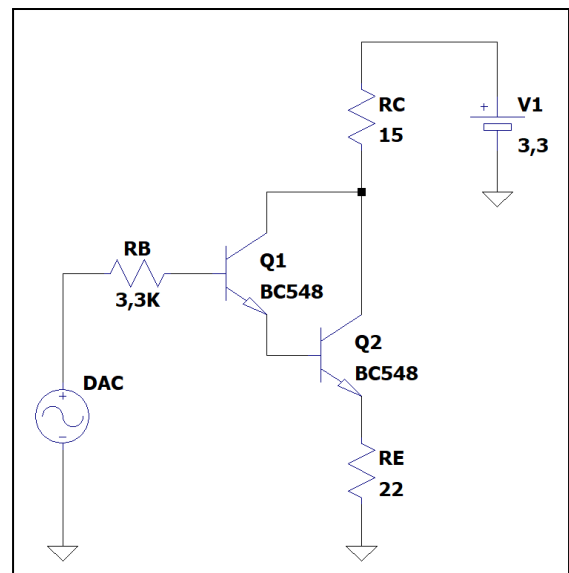 RC
15
V1
+
3,3
RB
3,3K
Q1
BC548
Q2
BC548
DAC
+
−
RE
22